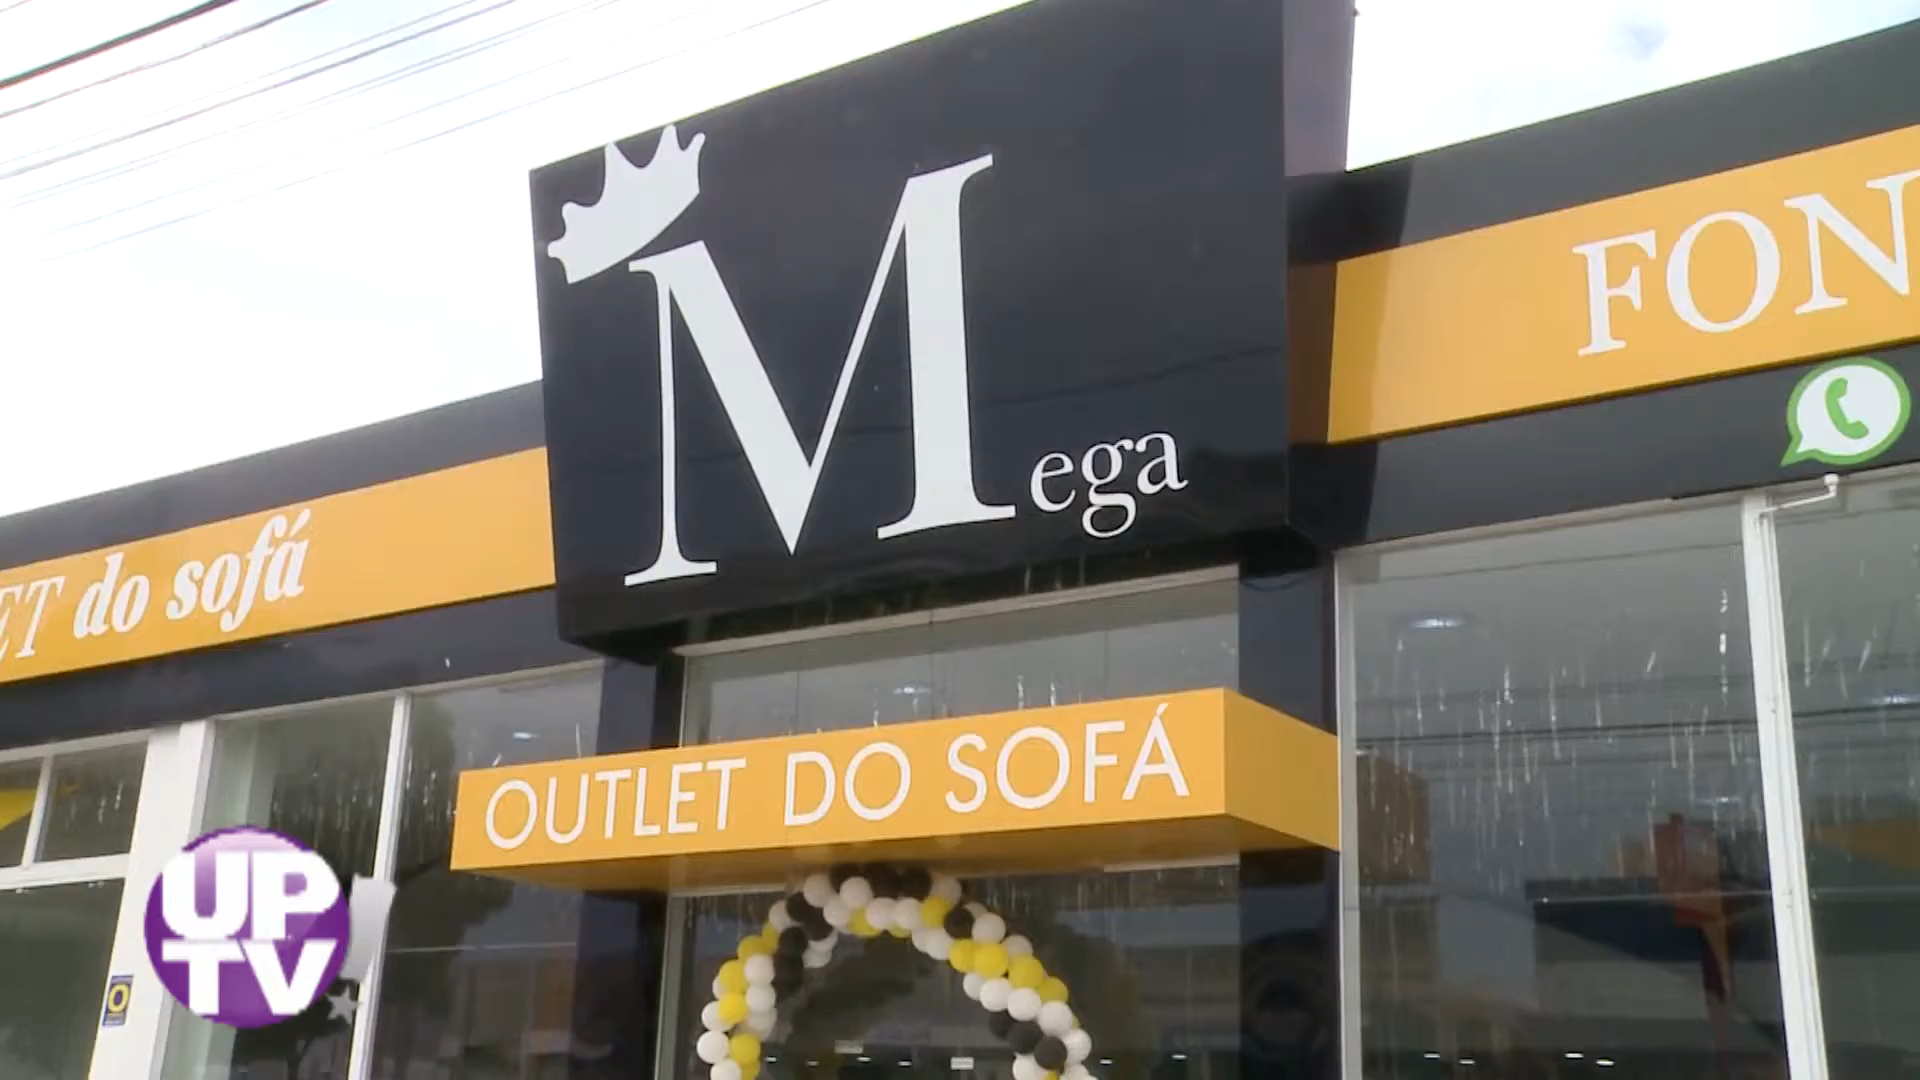 Mega
FON
ET do sofá
OUTLET DO SOFÁ
UP
TV